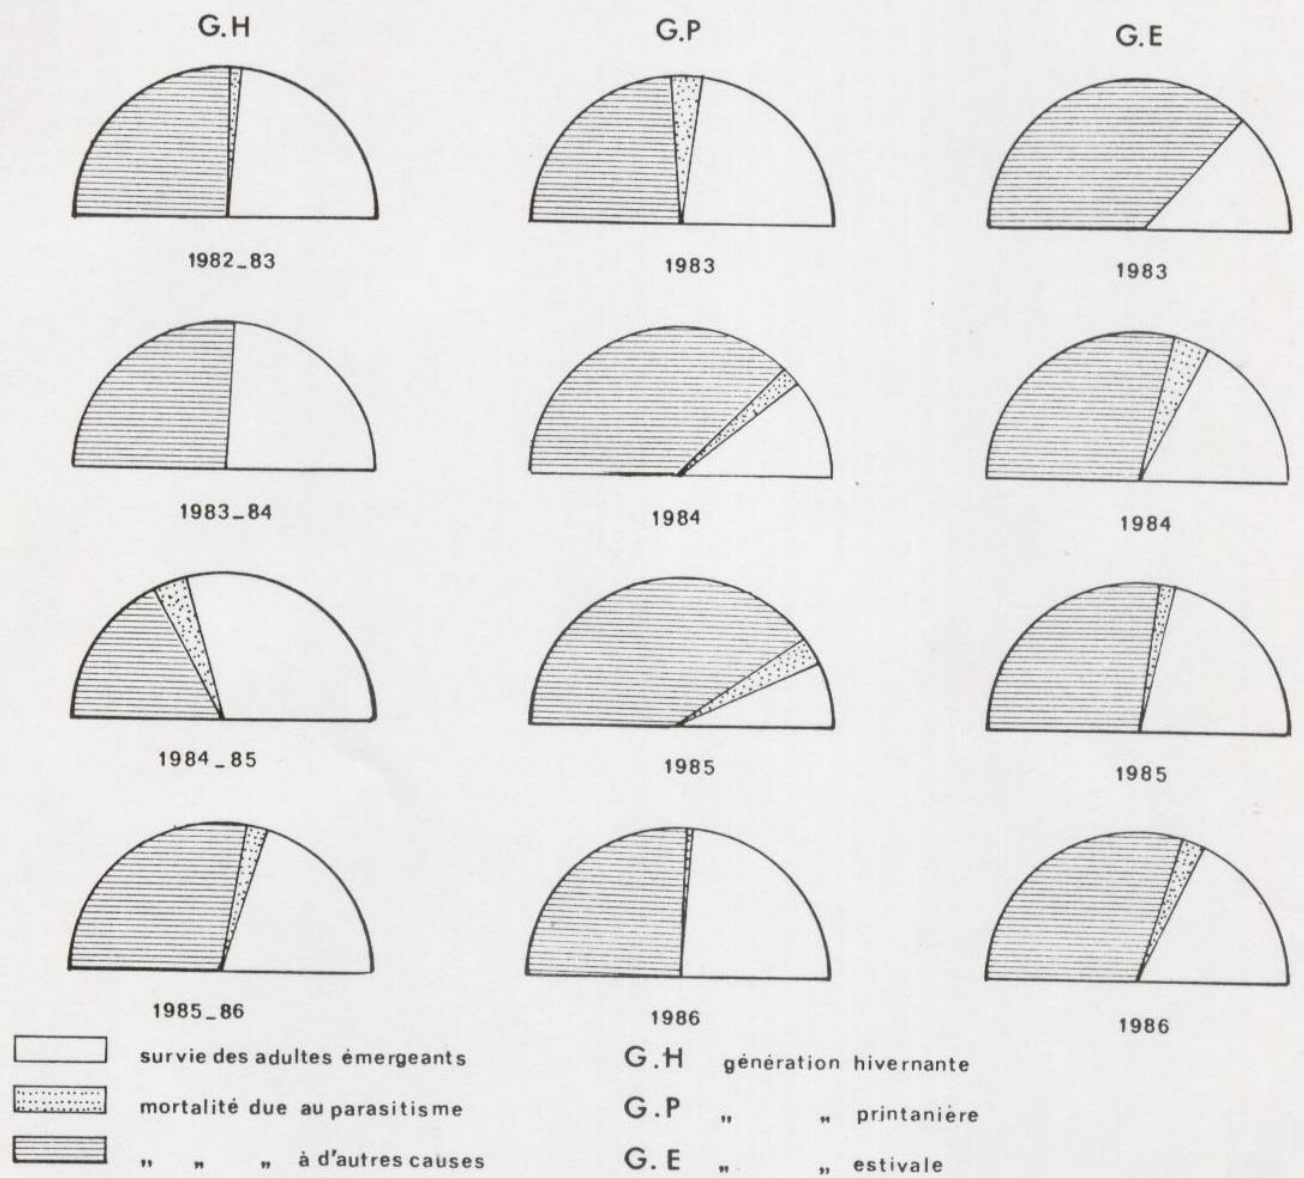 G.H G.P G.E
1982_83 1983 1983
1983_84 1984 1984
1984_85 1985 1985
1985_86 1986 1986
survie des adultes émergeants
mortalité due au parasitisme
„ „ „ à d'autres causes
G.H génération hivernante
G.P „ „ printanière
G.E „ „ estivale